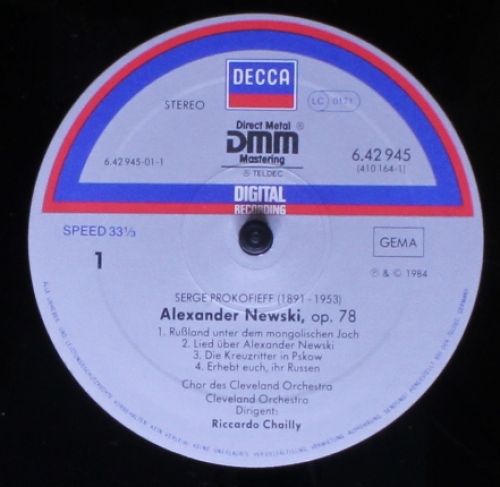 DECCA
STEREO
LC 0171
Direct Metal ®
DMM
Mastering
℗ TELDEC
6.42 945-01-1
6.42 945
(410 164-1)
DIGITAL
RECORDING
SPEED 33⅓
GEMA
1
℗ & © 1984
SERGE PROKOFIEFF (1891 - 1953)
Alexander Newski, op. 78
1. Rußland unter dem mongolischen Joch
2. Lied über Alexander Newski
3. Die Kreuzritter in Pskow
4. Erhebt euch, ihr Russen
Chor des Cleveland Orchestra
Cleveland Orchestra
Dirigent:
Riccardo Chailly